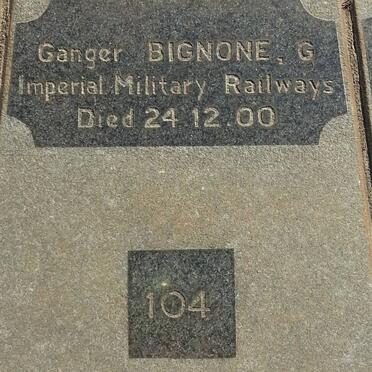 Ganger BIGNONE, G
Imperial Military Railways
Died 24 12.00
104